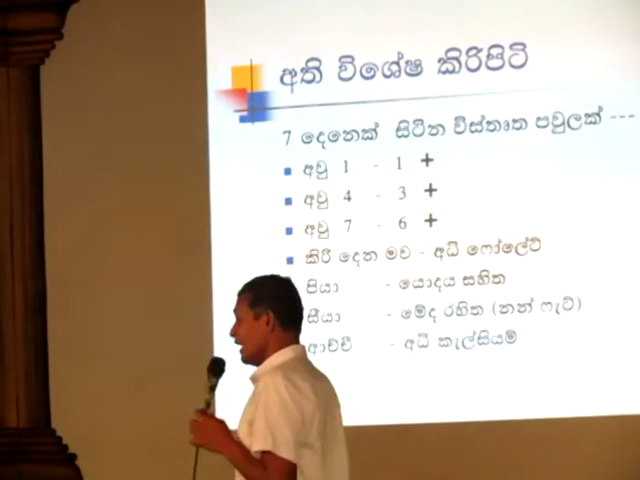 අති විශේෂ කිරිපිටි
7 දෙනෙක් සිටින විස්තෘත පවුලක් ---
අවු 1 - 1 +
අවු 4 - 3 +
අවු 7 - 6 +
කිරි දෙන මව - අධි ෆෝලේට්
පියා - යොදය සහිත
සීයා - මේද රහිත (නන් ෆැට්)
ආච්චී - අධි කැල්සියම්